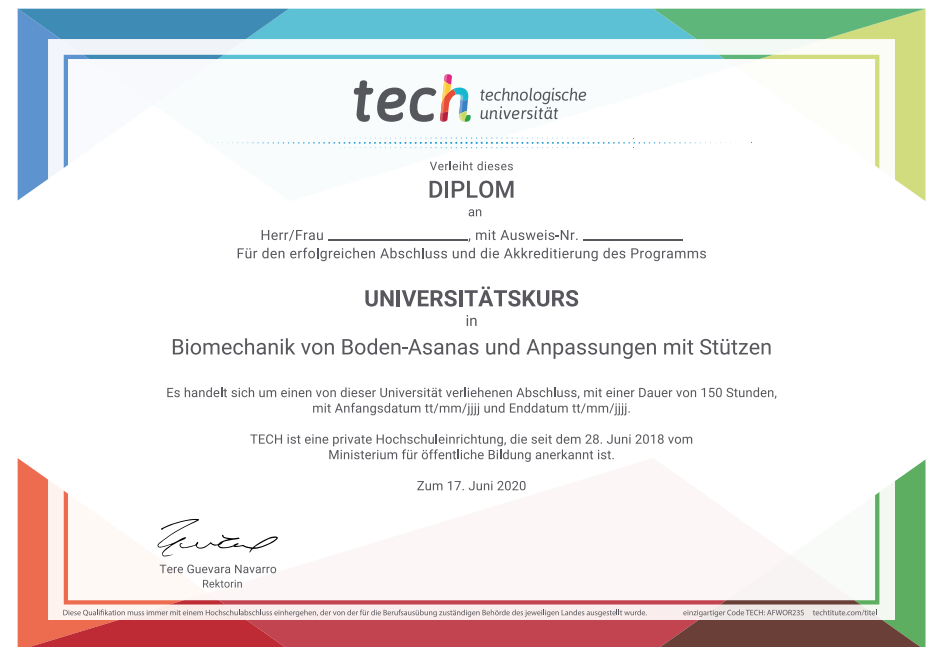 tech technologische
universität
Verleiht dieses
DIPLOM
an
Herr/Frau ____________, mit Ausweis-Nr. ____________
Für den erfolgreichen Abschluss und die Akkreditierung des Programms
UNIVERSITÄTSKURS
in
Biomechanik von Boden-Asanas und Anpassungen mit Stützen
Es handelt sich um einen von dieser Universität verliehenen Abschluss, mit einer Dauer von 150 Stunden,
mit Anfangsdatum tt/mm/jjjj und Enddatum tt/mm/jjjj.
TECH ist eine private Hochschuleinrichtung, die seit dem 28. Juni 2018 vom
Ministerium für öffentliche Bildung anerkannt ist.
Zum 17. Juni 2020
Tere Guevara Navarro
Rektorin
Diese Qualifikation muss immer mit einem Hochschulabschluss einhergehen, der von der für die Berufsausübung zuständigen Behörde des jeweiligen Landes ausgestellt wurde. einzigartiger Code TECH: AFWOR23S techtitute.com/titel